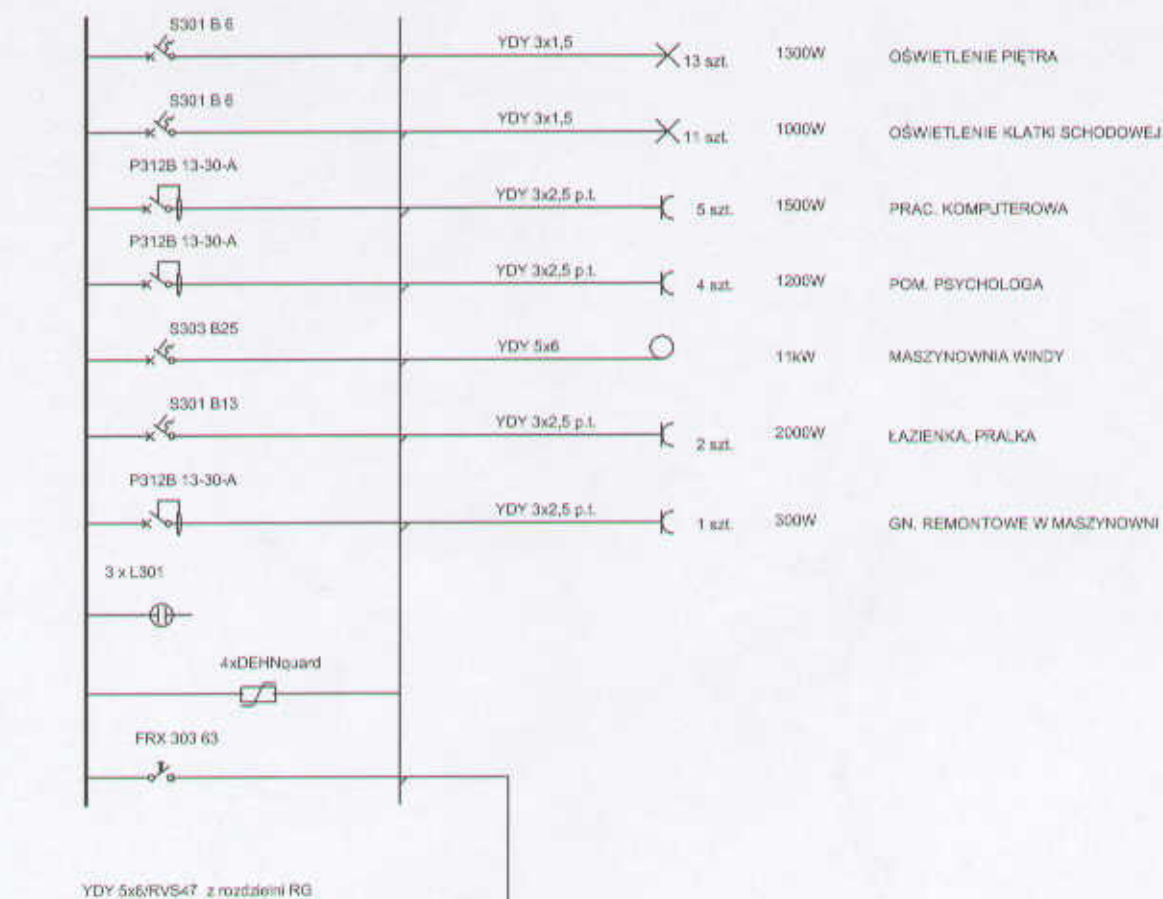 S301 B 6
YDY 3x1,5
13 szt.
1300W
OŚWIETLENIE PIĘTRA
S301 B 6
YDY 3x1,5
11 szt.
1000W
OŚWIETLENIE KLATKI SCHODOWEJ
P312B 13-30-A
YDY 3x2,5 p.t.
5 szt.
1500W
PRAC. KOMPUTEROWA
P312B 13-30-A
YDY 3x2,5 p.t.
4 szt.
1200W
POM. PSYCHOLOGA
S303 B25
YDY 5x6
11kW
MASZYNOWNIA WINDY
S301 B13
YDY 3x2,5 p.t.
2 szt.
2000W
ŁAZIENKA, PRALKA
P312B 13-30-A
YDY 3x2,5 p.t.
1 szt.
300W
GN. REMONTOWE W MASZYNOWNI
3 x L301
4xDEHNguard
FRX 303 63
YDY 5x6/RVS47 z rozdzielni RG